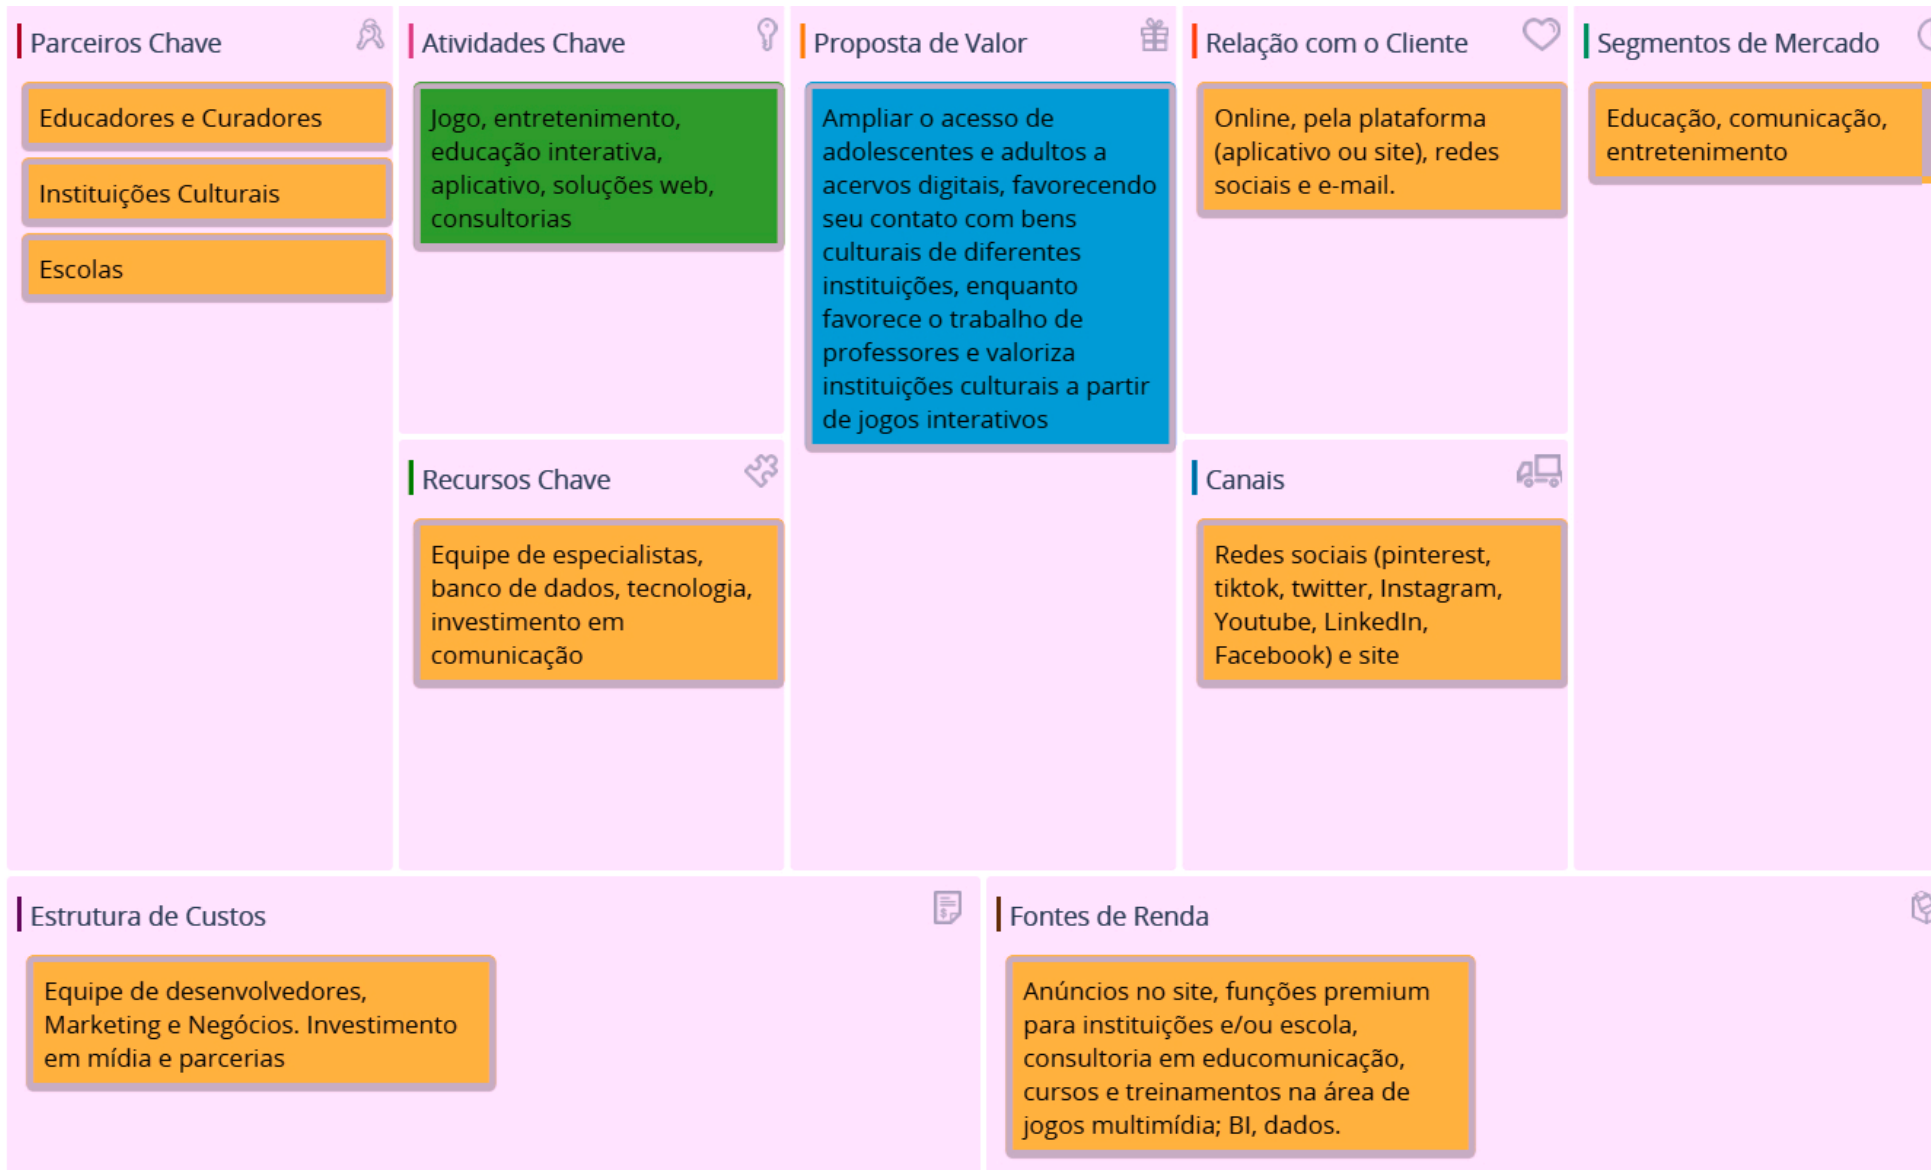 Parceiros Chave
Educadores e Curadores
Instituições Culturais
Escolas
Atividades Chave
Jogo, entretenimento,
educação interativa,
aplicativo, soluções web,
consultorias
Recursos Chave
Equipe de especialistas,
banco de dados, tecnologia,
investimento em
comunicação
Proposta de Valor
Ampliar o acesso de
adolescentes e adultos a
acervos digitais, favorecendo
seu contato com bens
culturais de diferentes
instituições, enquanto
favorece o trabalho de
professores e valoriza
instituições culturais a partir
de jogos interativos
Relação com o Cliente
Online, pela plataforma
(aplicativo ou site), redes
sociais e e-mail.
Canais
Redes sociais (pinterest,
tiktok, twitter, Instagram,
Youtube, LinkedIn,
Facebook) e site
Segmentos de Mercado
Educação, comunicação,
entretenimento
Estrutura de Custos
Equipe de desenvolvedores,
Marketing e Negócios. Investimento
em mídia e parcerias
Fontes de Renda
Anúncios no site, funções premium
para instituições e/ou escola,
consultoria em educomunicação,
cursos e treinamentos na área de
jogos multimídia; BI, dados.